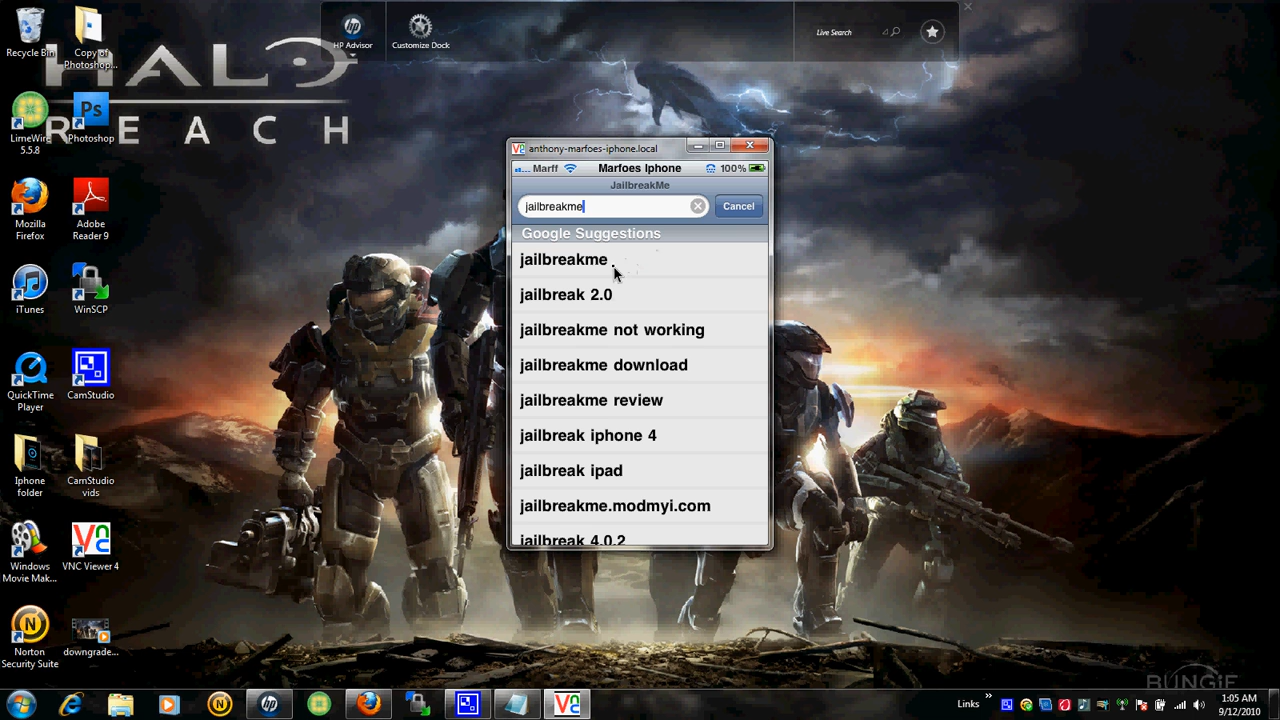 Recycle Bin
Copy of
Photoshop...
HP Advisor
Customize Dock
Live Search
HALO
REACH
LimeWire
5.5.8
Ps
Photoshop
anthony-marfoes-iphone.local
Marff
Marfoes Iphone
100%
JailbreakMe
jailbreakme
Cancel
Google Suggestions
jailbreakme
jailbreak 2.0
jailbreakme not working
jailbreakme download
jailbreakme review
jailbreak iphone 4
jailbreak ipad
jailbreakme.modmyi.com
jailbreak 4.0.2
Mozilla
Firefox
Adobe
Reader 9
iTunes
WinSCP
QuickTime
Player
CamStudio
Iphone
folder
CamStudio
vids
Windows
Movie Mak...
VNC Viewer 4
Norton
Security Suite
downgrade...
BUNGIE
Links
1:05 AM
9/12/2010